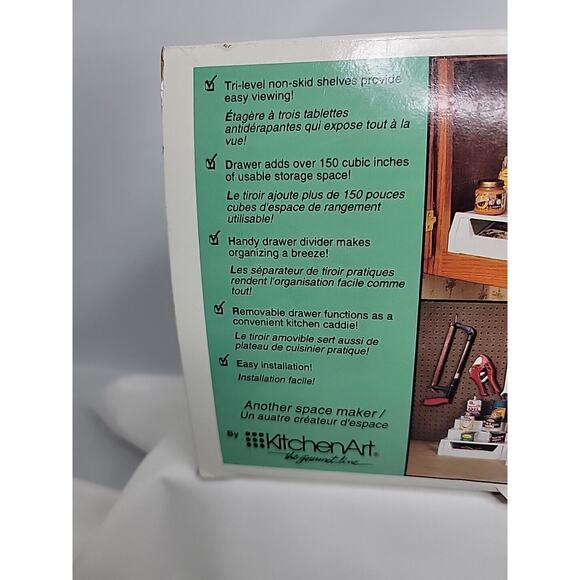 Tri-level non-skid shelves provide
easy viewing!
Étagère à trois tablettes
antidérapantes qui expose tout à la
vue!
Drawer adds over 150 cubic inches
of usable storage space!
Le tiroir ajoute plus de 150 pouces
cubes d'espace de rangement
utilisable!
Handy drawer divider makes
organizing a breeze!
Les séparateur de tiroir pratiques
rendent l'organisation facile comme
tout!
Removable drawer functions as a
convenient kitchen caddie!
Le tiroir amovible sert aussi de
plateau de cuisinier pratique!
Easy installation!
Installation facile!
Another space maker /
Un auatre créateur d'espace
By KitchenArt®
the gourmet line